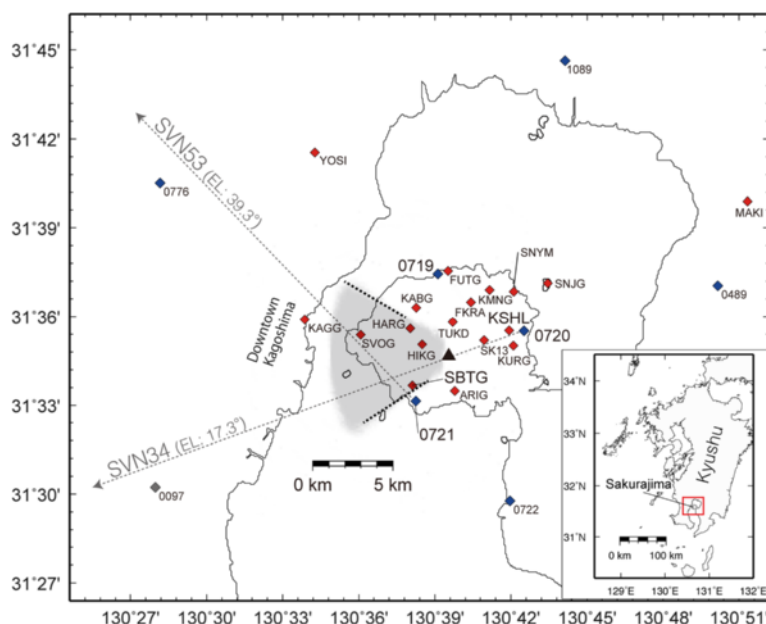 31°45'
31°42'
31°39'
31°36'
31°33'
31°30'
31°27'
130°27'
130°30'
130°33'
130°36'
130°39'
130°42'
130°45'
130°48'
130°51'
1089
SVN53 (EL: 39.3°)
YOSI
0776
MAKI
SNYM
0719
FUTG
SNJG
0489
KMNG
KABG
FKRA
KSHL
Downtown
Kagoshima
KAGG
HARG
TUKD
0720
SVOG
HIKG
SK13
KURG
SBTG
ARIG
0721
SVN34 (EL: 17.3°)
0 km
5 km
0097
0722
34°N
33°N
32°N
31°N
Kyushu
Sakurajima
0 km
100 km
129°E
130°E
131°E
132°E